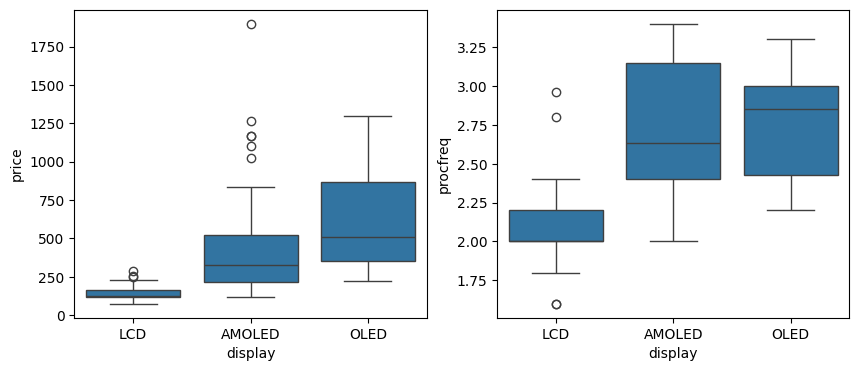 1750
1500
1250
1000
750
500
250
0
price
LCD AMOLED OLED
display
3.25
3.00
2.75
2.50
2.25
2.00
1.75
procfreq
LCD AMOLED OLED
display